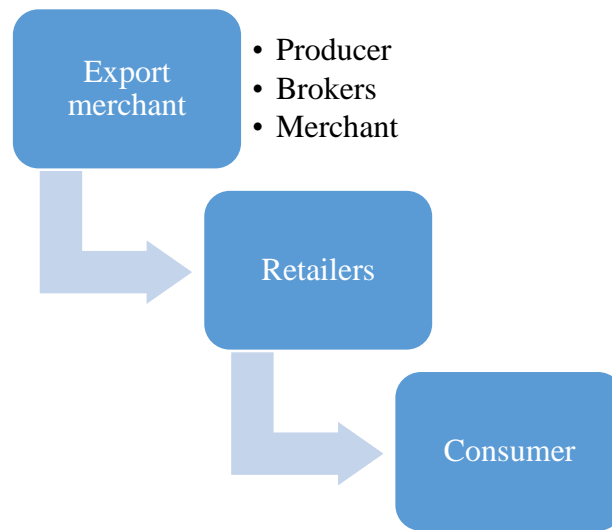 Export
merchant
• Producer
• Brokers
• Merchant
Retailers
Consumer